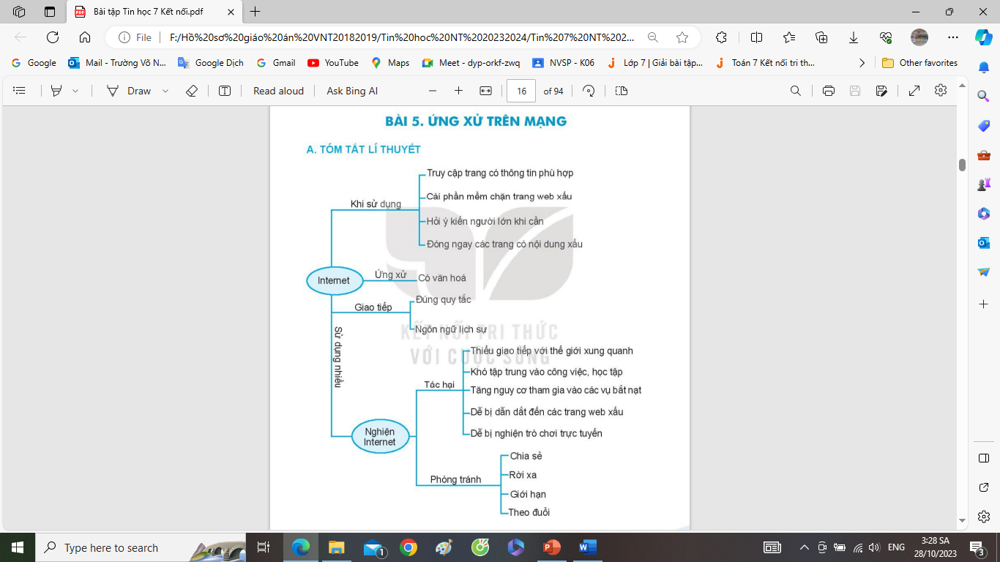 Bài tập Tin học 7 Kết nối.pdf
File
F:/Hồ%20sơ%20giáo%20án%20VNT20182019/Tin%20hoc%20NT%2020232024/Tin%207%20NT%202...
Google
Mail - Trường Võ N...
Google Dịch
Gmail
YouTube
Maps
Meet - dyp-orkf-zwq
NVSP - K06
Lớp 7 | Giải bài tập...
Toán 7 Kết nối tri th...
Other favorites
Draw
Read aloud
Ask Bing AI
16
of 94
BÀI 5. ỨNG XỬ TRÊN MẠNG
A. TÓM TẮT LÍ THUYẾT
Truy cập trang có thông tin phù hợp
Cài phần mềm chặn trang web xấu
Khi sử dụng
Hỏi ý kiến người lớn khi cần
Đóng ngay các trang có nội dung xấu
Internet
Ứng xử
Có văn hoá
Đúng quy tắc
Giao tiếp
Ngôn ngữ lịch sự
KẾT NỐI TRI THỨC
VỚI CUỘC SỐNG
Sử dụng nhiều
Thiếu giao tiếp với thế giới xung quanh
Khó tập trung vào công việc, học tập
Tác hại
Tăng nguy cơ tham gia vào các vụ bắt nạt
Dễ bị dẫn dắt đến các trang web xấu
Dễ bị nghiện trò chơi trực tuyến
Nghiện
Internet
Chia sẻ
Rời xa
Phòng tránh
Giới hạn
Theo đuổi
Type here to search
1
ENG
3:28 SA
28/10/2023
3